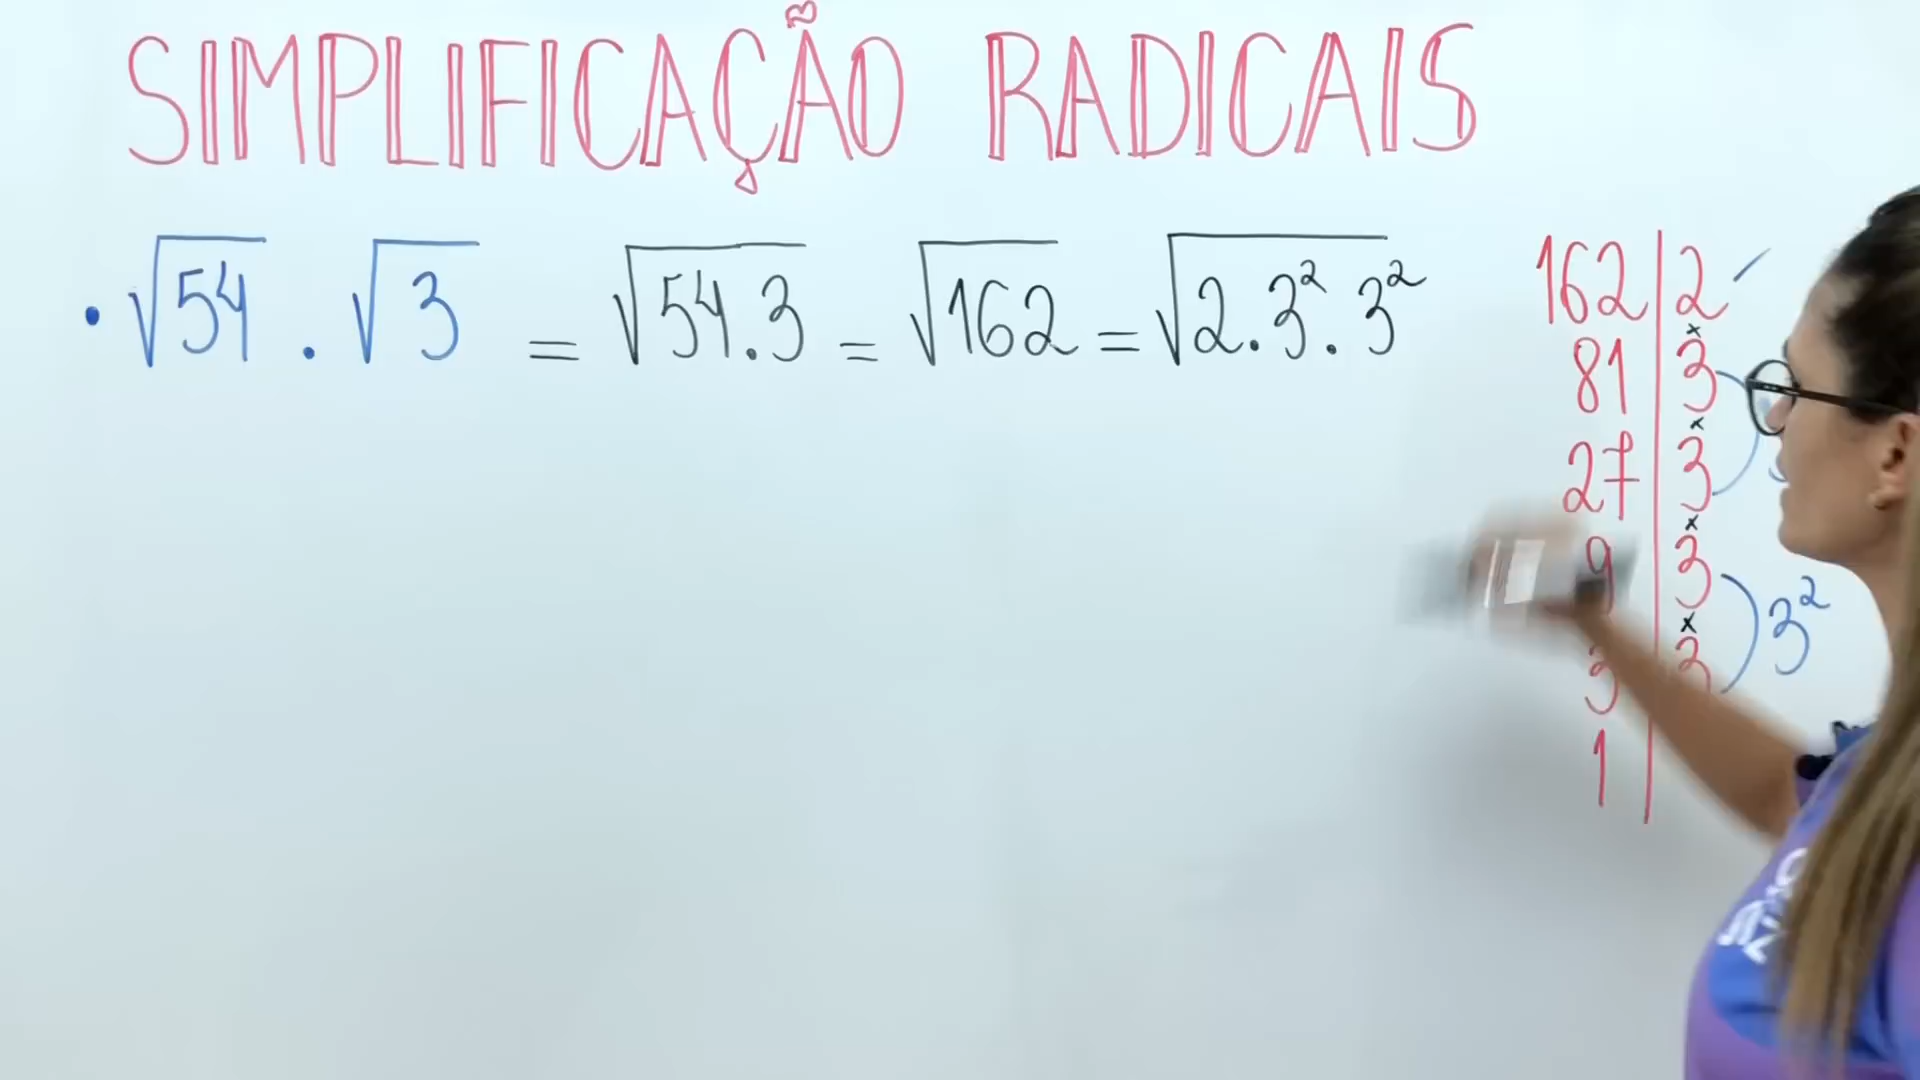 SIMPLIFICAÇÃO RADICAIS
• √54 . √3 = √54.3 = √162 = √2.3².3²
162 | 2
81 | 3
27 | 3
9 | 3
3 | 3
1
x
x
x
x
3²